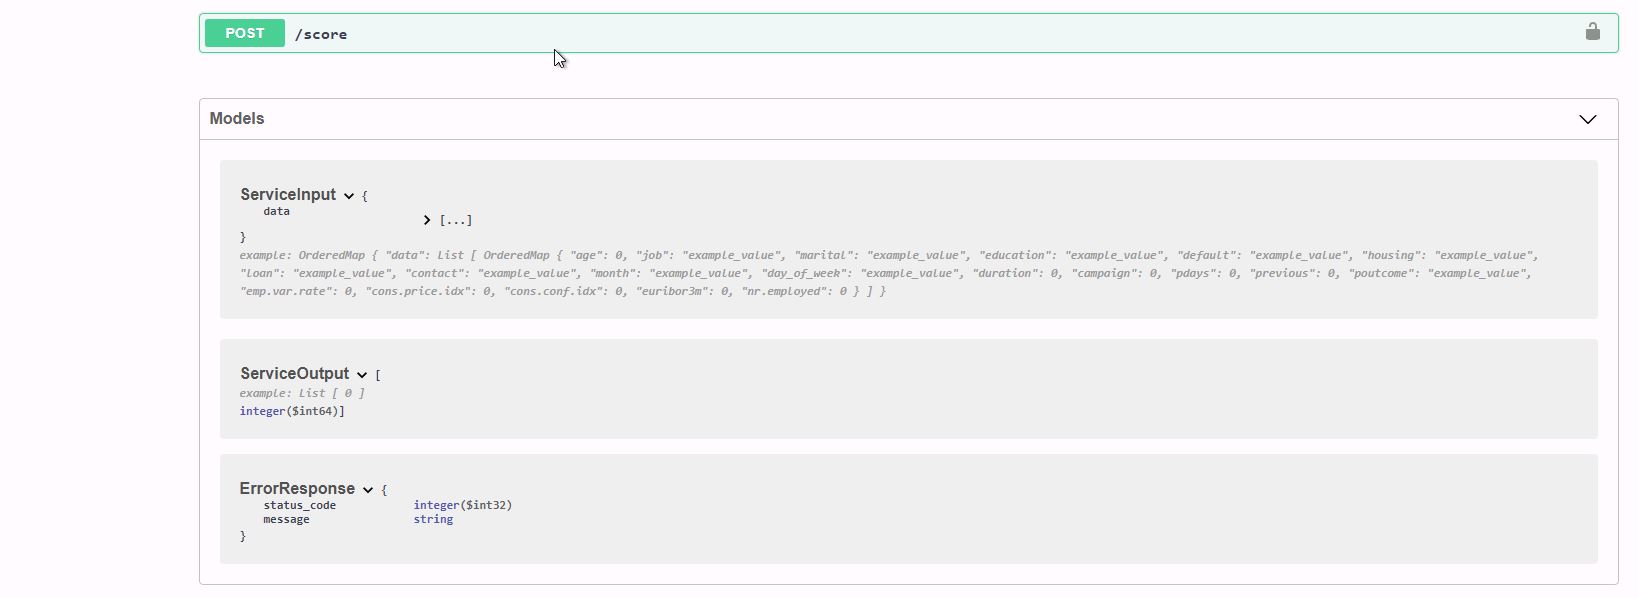 POST /score
Models
ServiceInput {
data
[...]
}
example: OrderedMap { "data": List [ OrderedMap { "age": 0, "job": "example_value", "marital": "example_value", "education": "example_value", "default": "example_value", "housing": "example_value",
"loan": "example_value", "contact": "example_value", "month": "example_value", "day_of_week": "example_value", "duration": 0, "campaign": 0, "pdays": 0, "previous": 0, "poutcome": "example_value",
"emp.var.rate": 0, "cons.price.idx": 0, "cons.conf.idx": 0, "euribor3m": 0, "nr.employed": 0 } ] }
ServiceOutput [
example: List [ 0 ]
integer($int64)]
ErrorResponse {
status_code integer($int32)
message string
}